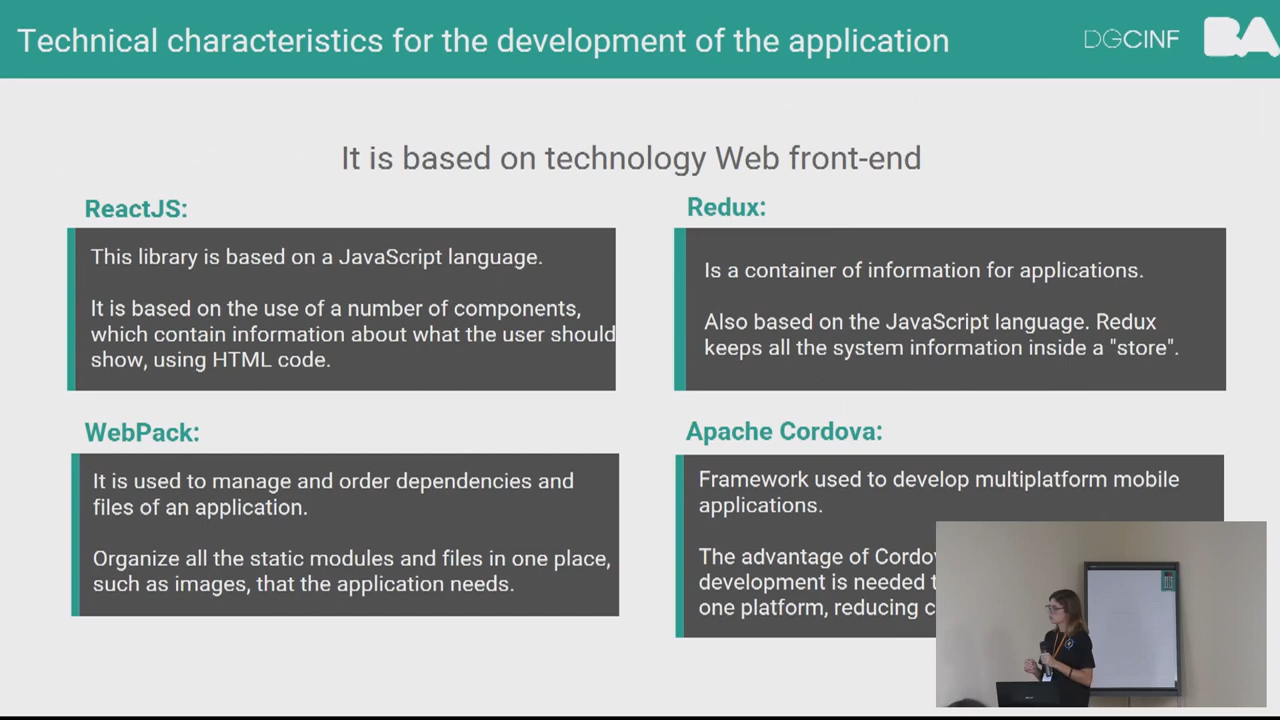 Technical characteristics for the development of the application
DGCINF
BA
It is based on technology Web front-end
ReactJS:
This library is based on a JavaScript language.
It is based on the use of a number of components,
which contain information about what the user should
show, using HTML code.
Redux:
Is a container of information for applications.
Also based on the JavaScript language. Redux
keeps all the system information inside a "store".
WebPack:
It is used to manage and order dependencies and
files of an application.
Organize all the static modules and files in one place,
such as images, that the application needs.
Apache Cordova:
Framework used to develop multiplatform mobile
applications.
The advantage of
development is needed
one platform, reducing